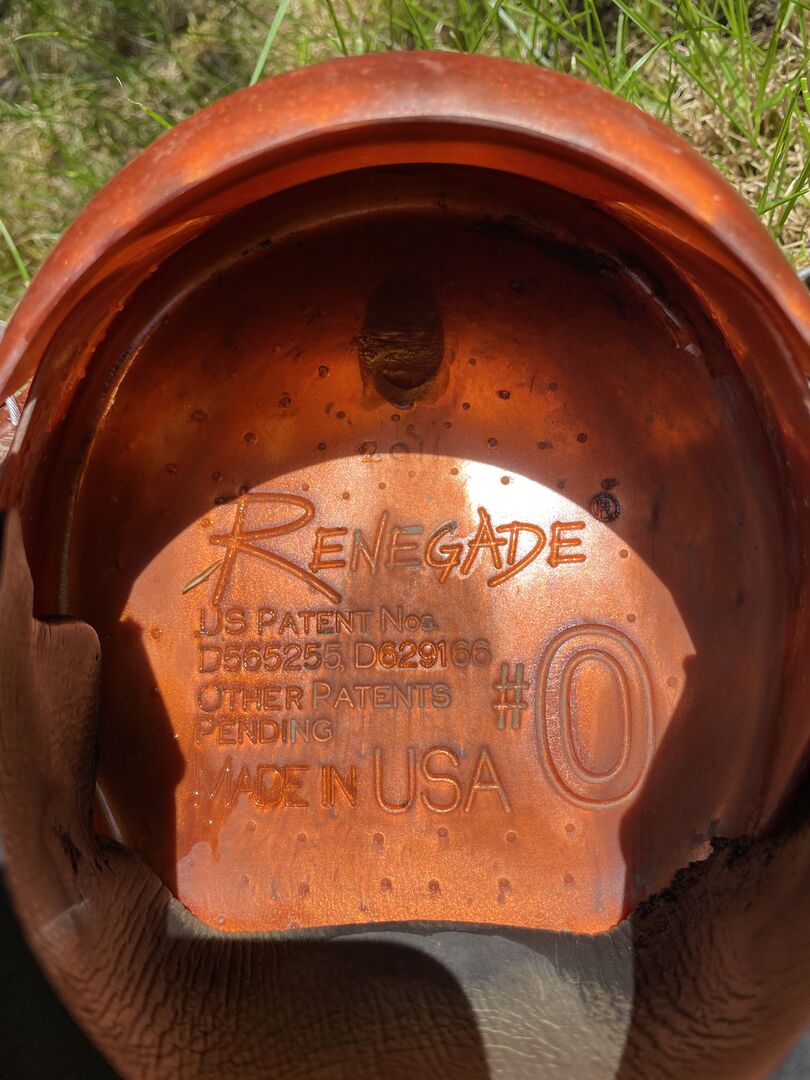 RENEGADE
US PATENT NOS.
D565255, D629166
OTHER PATENTS
PENDING
#0
MADE IN USA